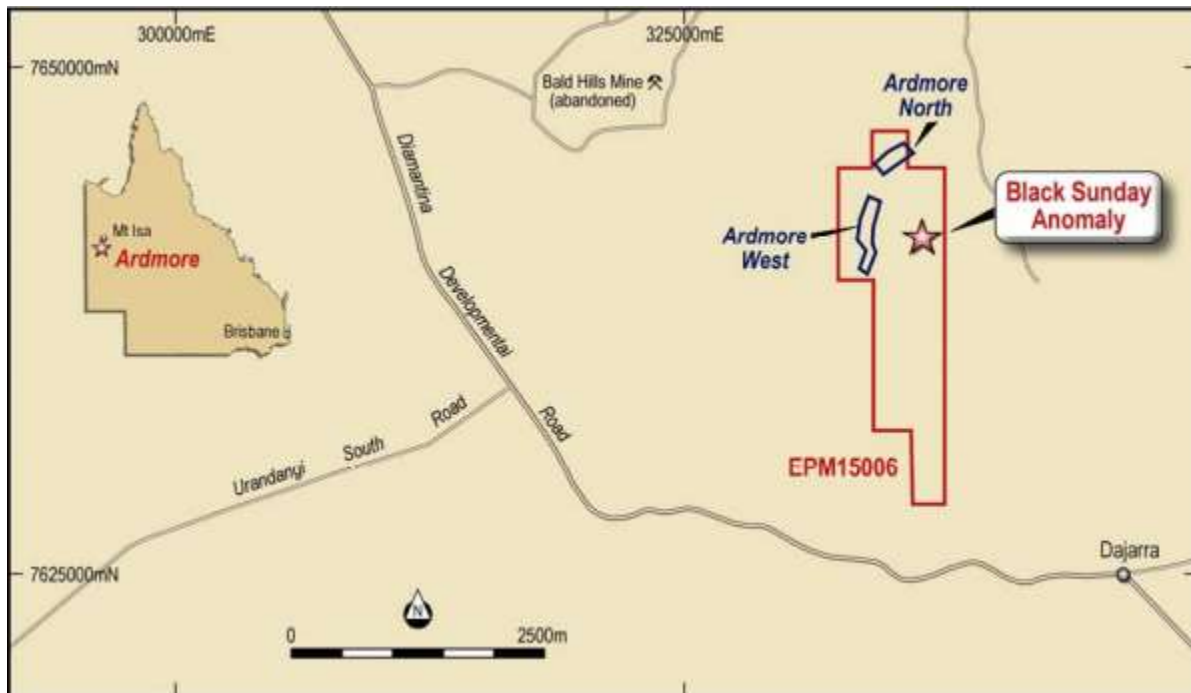 300000mE
325000mE
7650000mN
Bald Hills Mine
(abandoned)
Ardmore
North
Diamantina
Black Sunday
Anomaly
Mt Isa
Ardmore
Ardmore
West
Developmental
Brisbane
Road
Road
South
Urandanyi
EPM15006
Dajarra
7625000mN
N
0
2500m